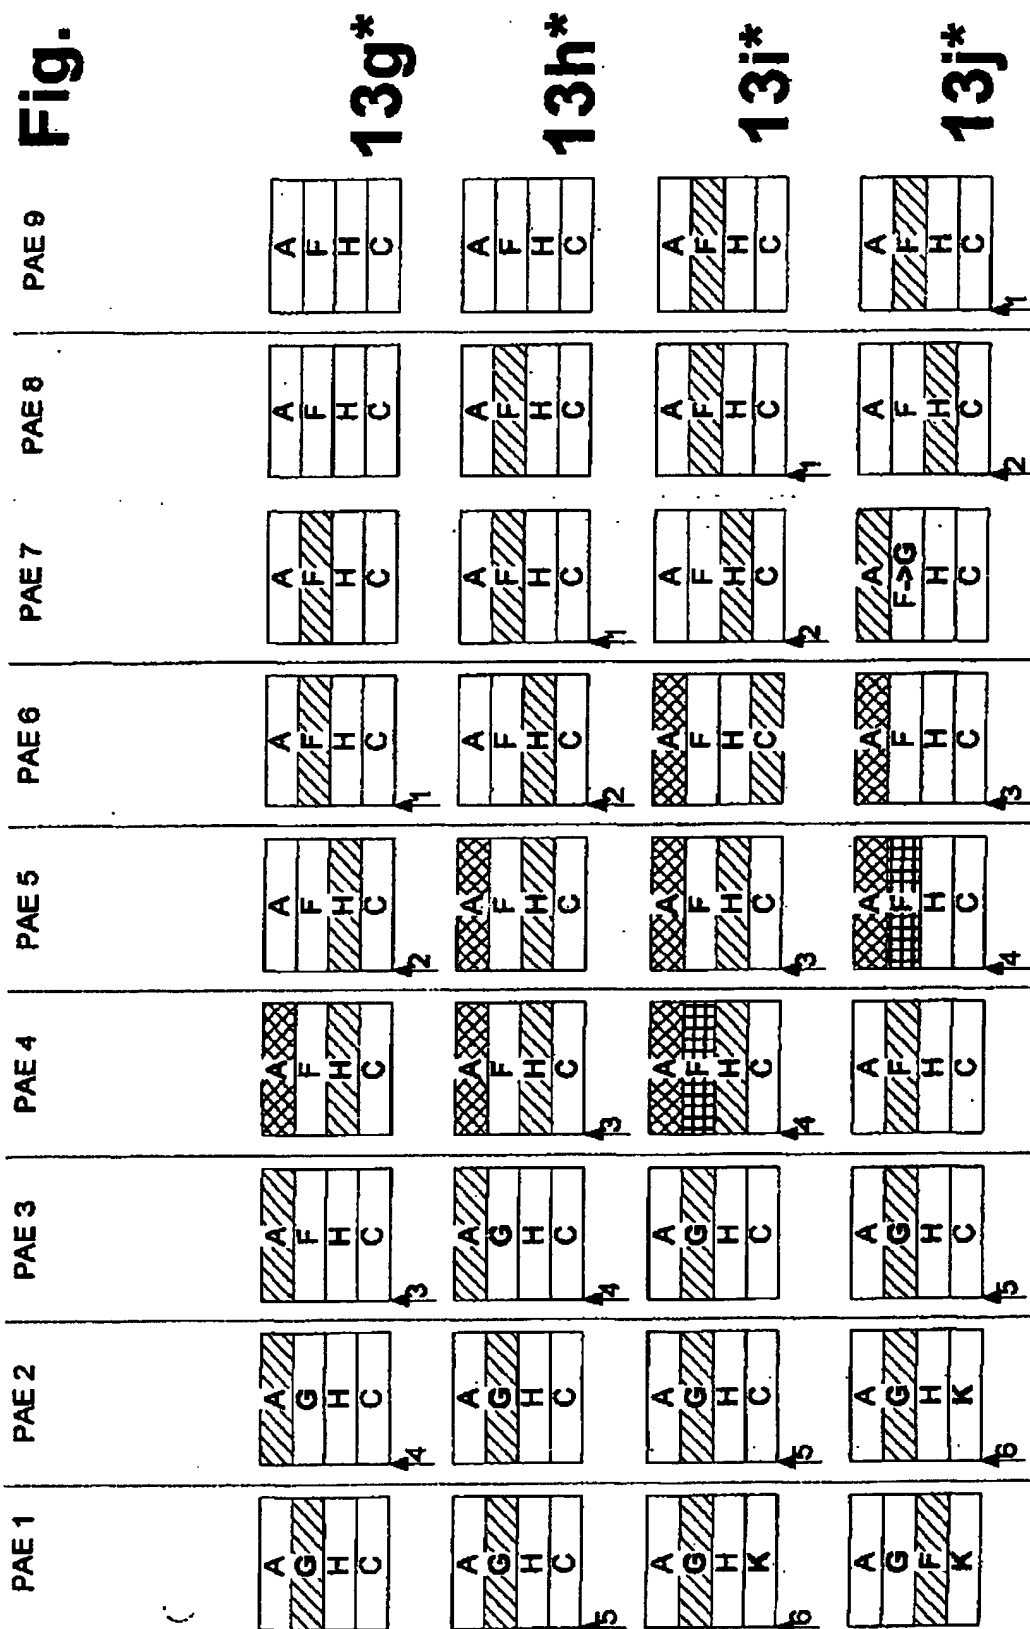 PAE 1 PAE 2 PAE 3 PAE 4 PAE 5 PAE 6 PAE 7 PAE 8 PAE 9 Fig.
A A A A A A A A A
G G F F F F F F F
H H H H H H H H H
C C C C C C C C C 13g*
4 3 2 1
A A A A A A A A A
G G G F F F F F F
H H H H H H H H H
C C C C C C C C C 13h*
5 4 3 2 1
A A A A A A A A A
G G G F F F F F F
H H H H H H H H H
K C C C C C C C C 13i*
6 5 4 3 2 1
A A A A A A A A A
G G G F F F F->G F F
F H H H H H H H H
K K C C C C C C C 13j*
6 5 4 3 2 1